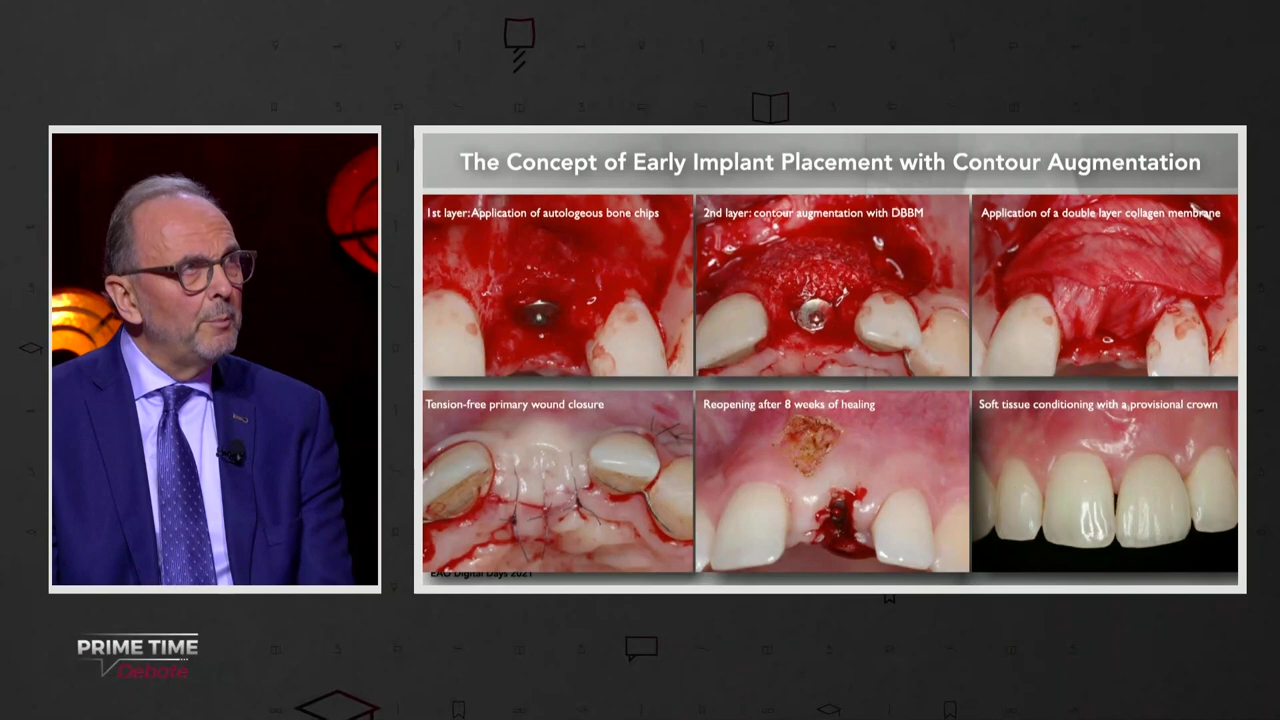 The Concept of Early Implant Placement with Contour Augmentation
1st layer: Application of autologeous bone chips
2nd layer: contour augmentation with DBBM
Application of a double layer collagen membrane
Tension-free primary wound closure
Reopening after 8 weeks of healing
Soft tissue conditioning with a provisional crown
EAO Digital Days 2021
PRIME TIME
Debate